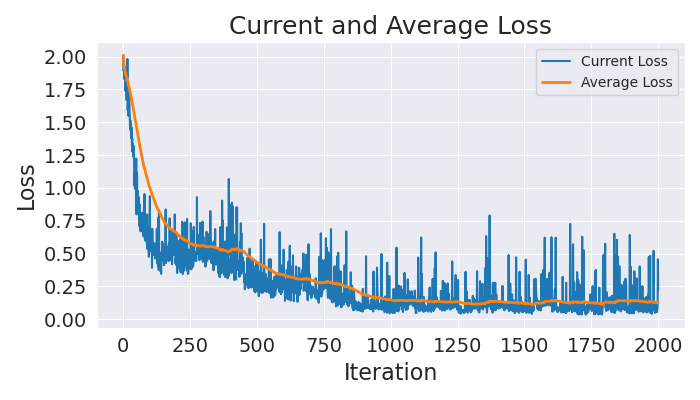 Current and Average Loss
Current Loss
Average Loss
2.00
1.75
1.50
1.25
1.00
0.75
0.50
0.25
0.00
Loss
0 250 500 750 1000 1250 1500 1750 2000
Iteration